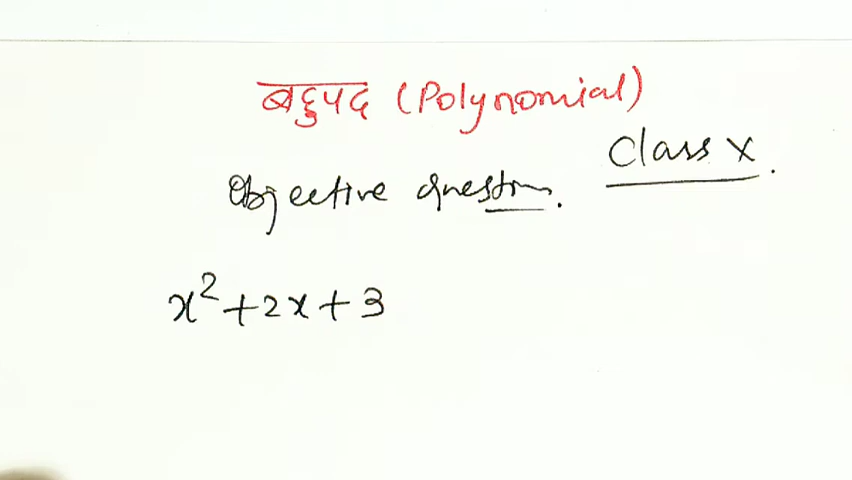 बहुपद (Polynomial)
Class X.
Objective question.
x²+2x+3